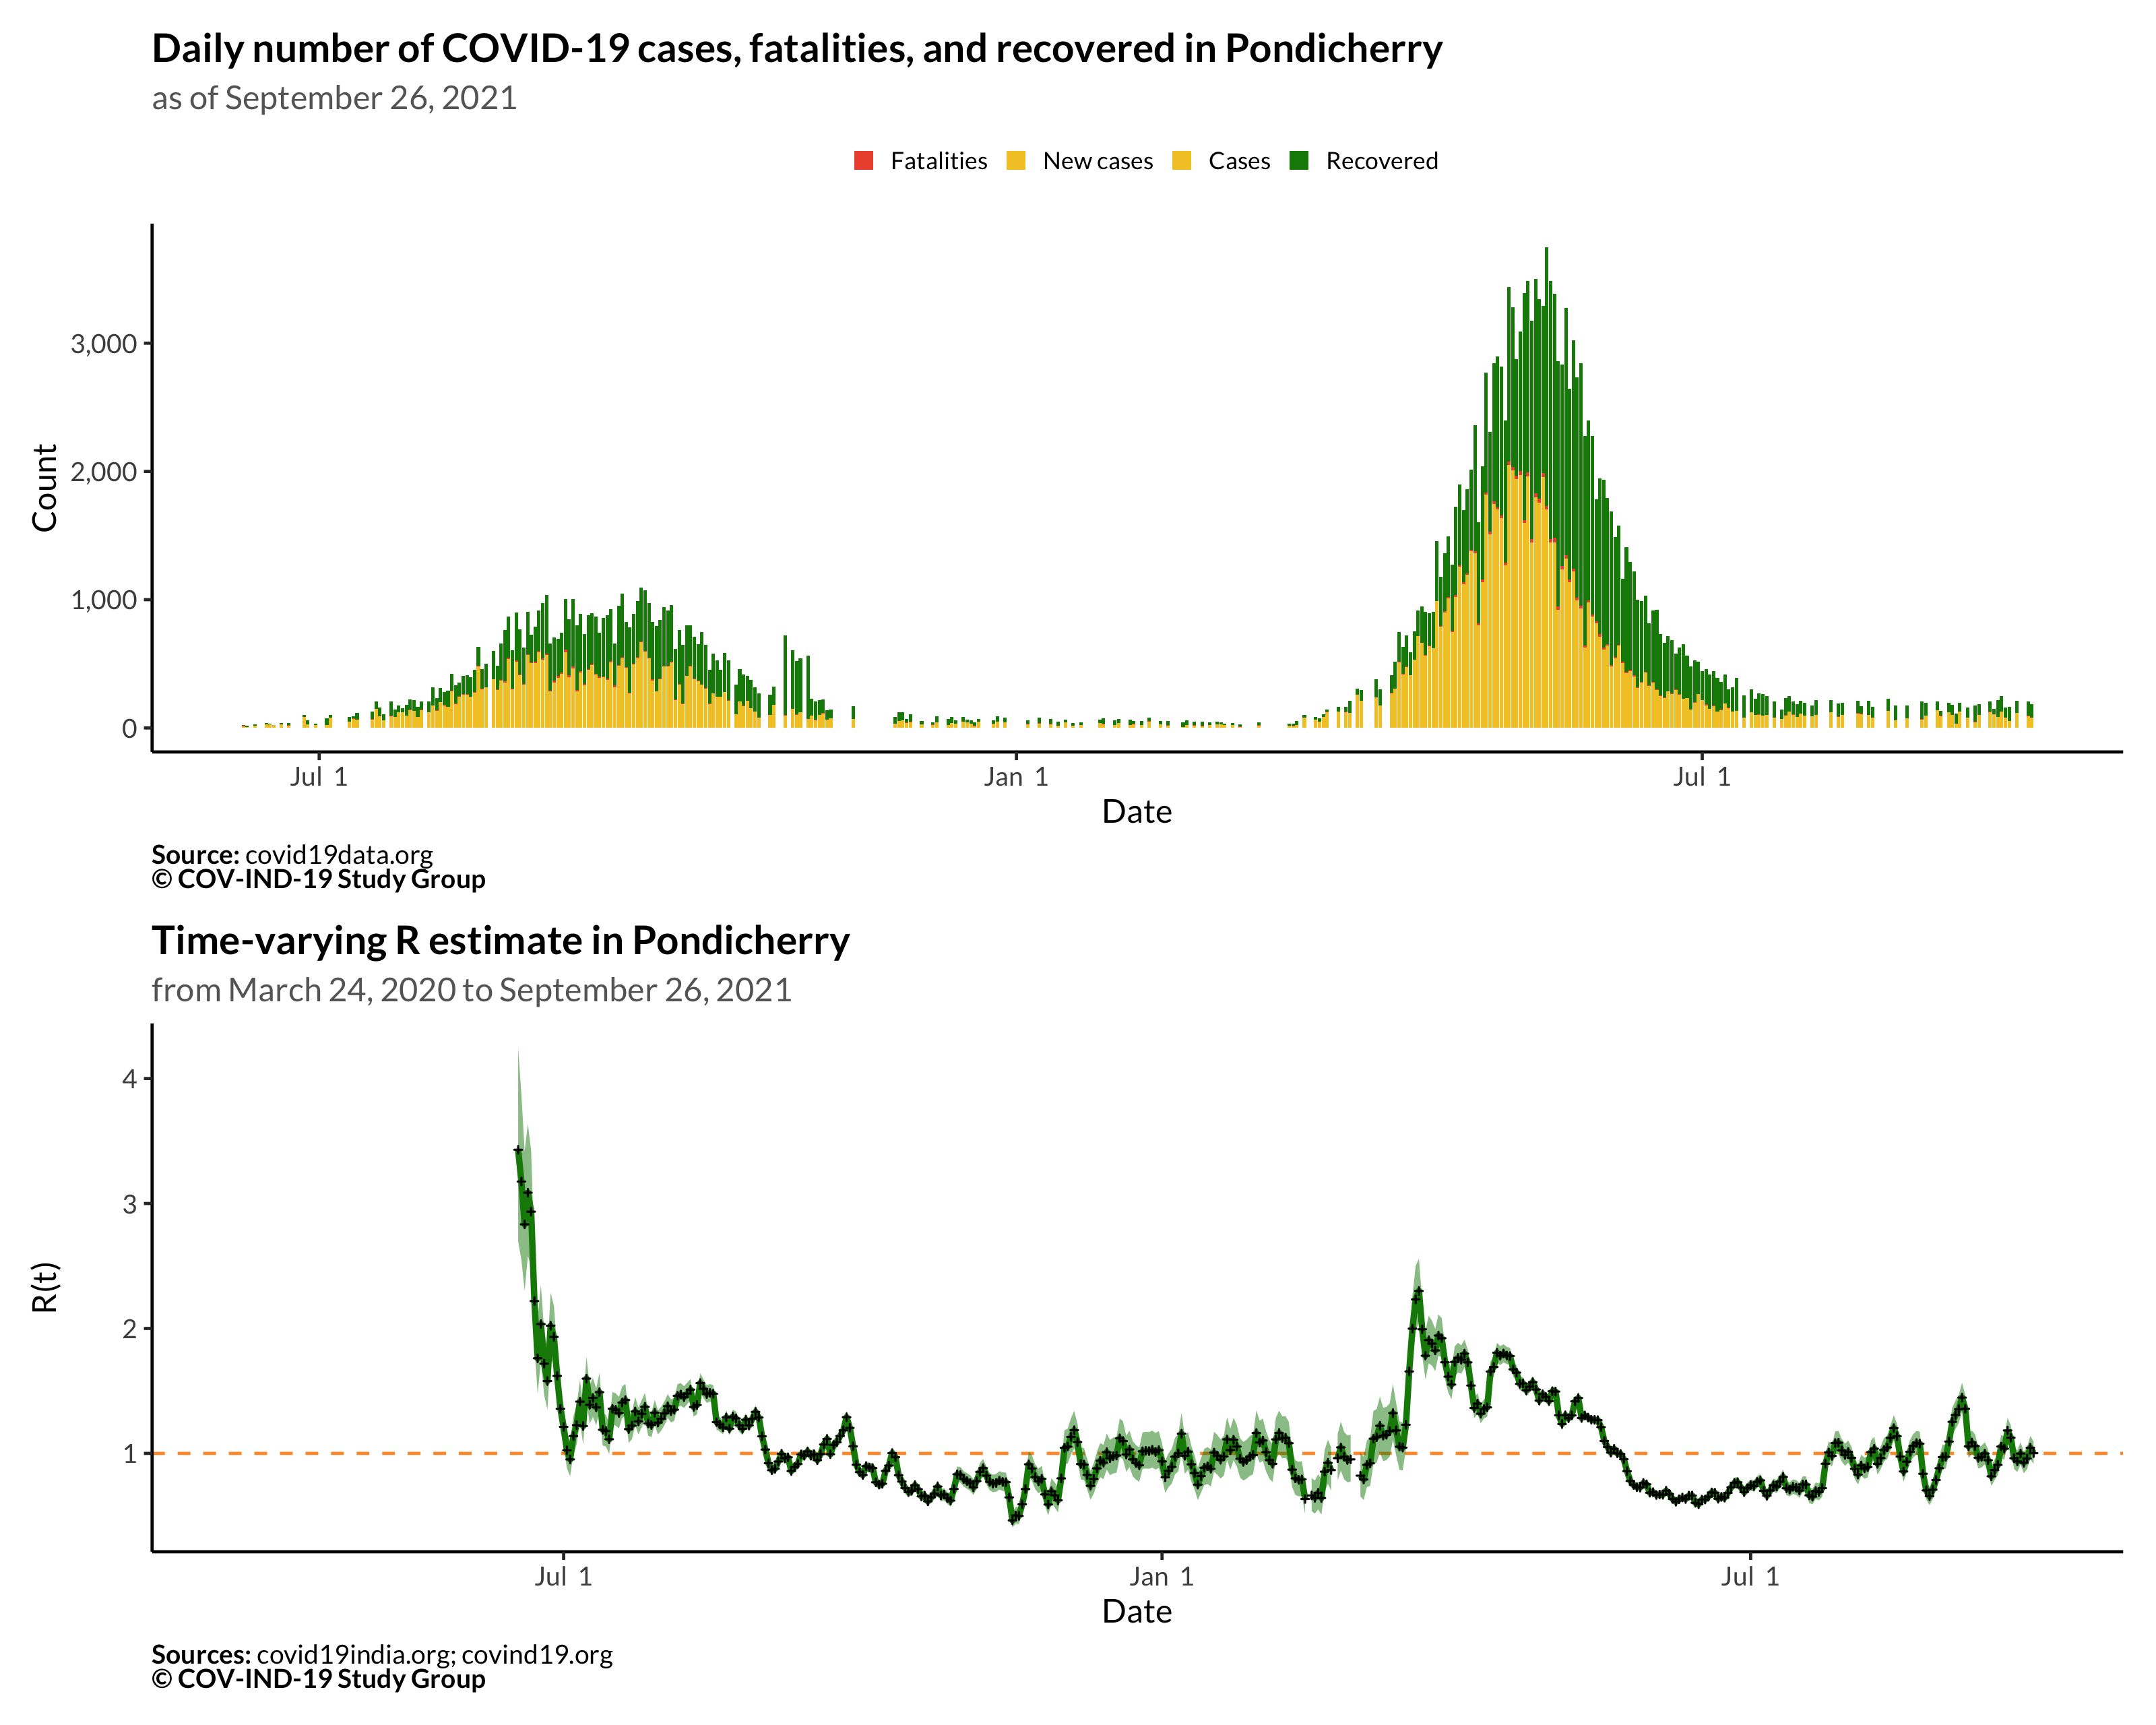 Daily number of COVID-19 cases, fatalities, and recovered in Pondicherry
as of September 26, 2021
Fatalities New cases Cases Recovered
3,000
2,000
1,000
0
Count
Jul 1 Jan 1 Jul 1
Date
Source: covid19data.org
© COV-IND-19 Study Group
Time-varying R estimate in Pondicherry
from March 24, 2020 to September 26, 2021
4
3
2
1
R(t)
Jul 1 Jan 1 Jul 1
Date
Sources: covid19india.org; covind19.org
© COV-IND-19 Study Group